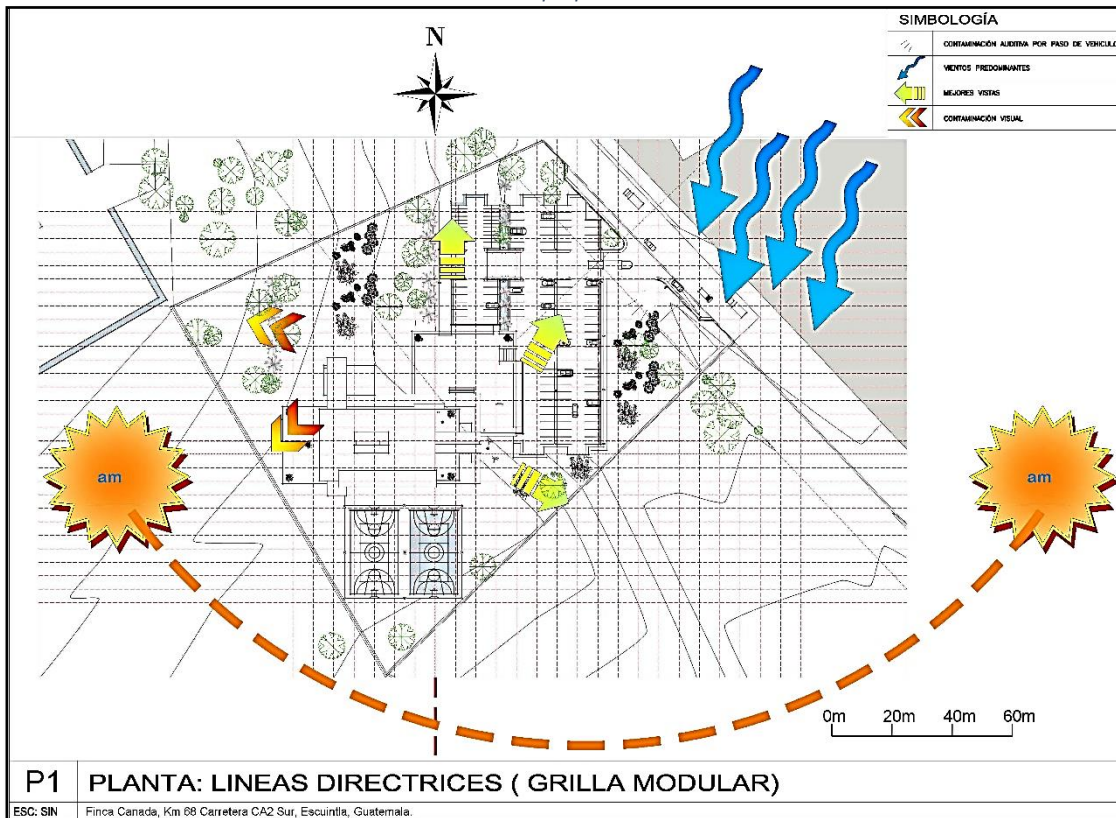 SIMBOLOGÍA
CONTAMINACIÓN AUDITIVA POR PASO DE VEHICULO
VIENTOS PREDOMINANTES
MEJORES VISTAS
CONTAMINACIÓN VISUAL
N
am
am
0m 20m 40m 60m
P1 PLANTA: LINEAS DIRECTRICES ( GRILLA MODULAR)
ESC: SIN Finca Canada, Km 68 Carretera CA2 Sur, Escuintla, Guatemala.